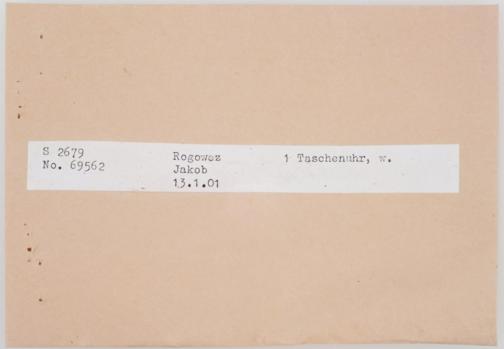 S 2679
No. 69562
Rogowez
Jakob
13.1.01
1 Taschenuhr, w.